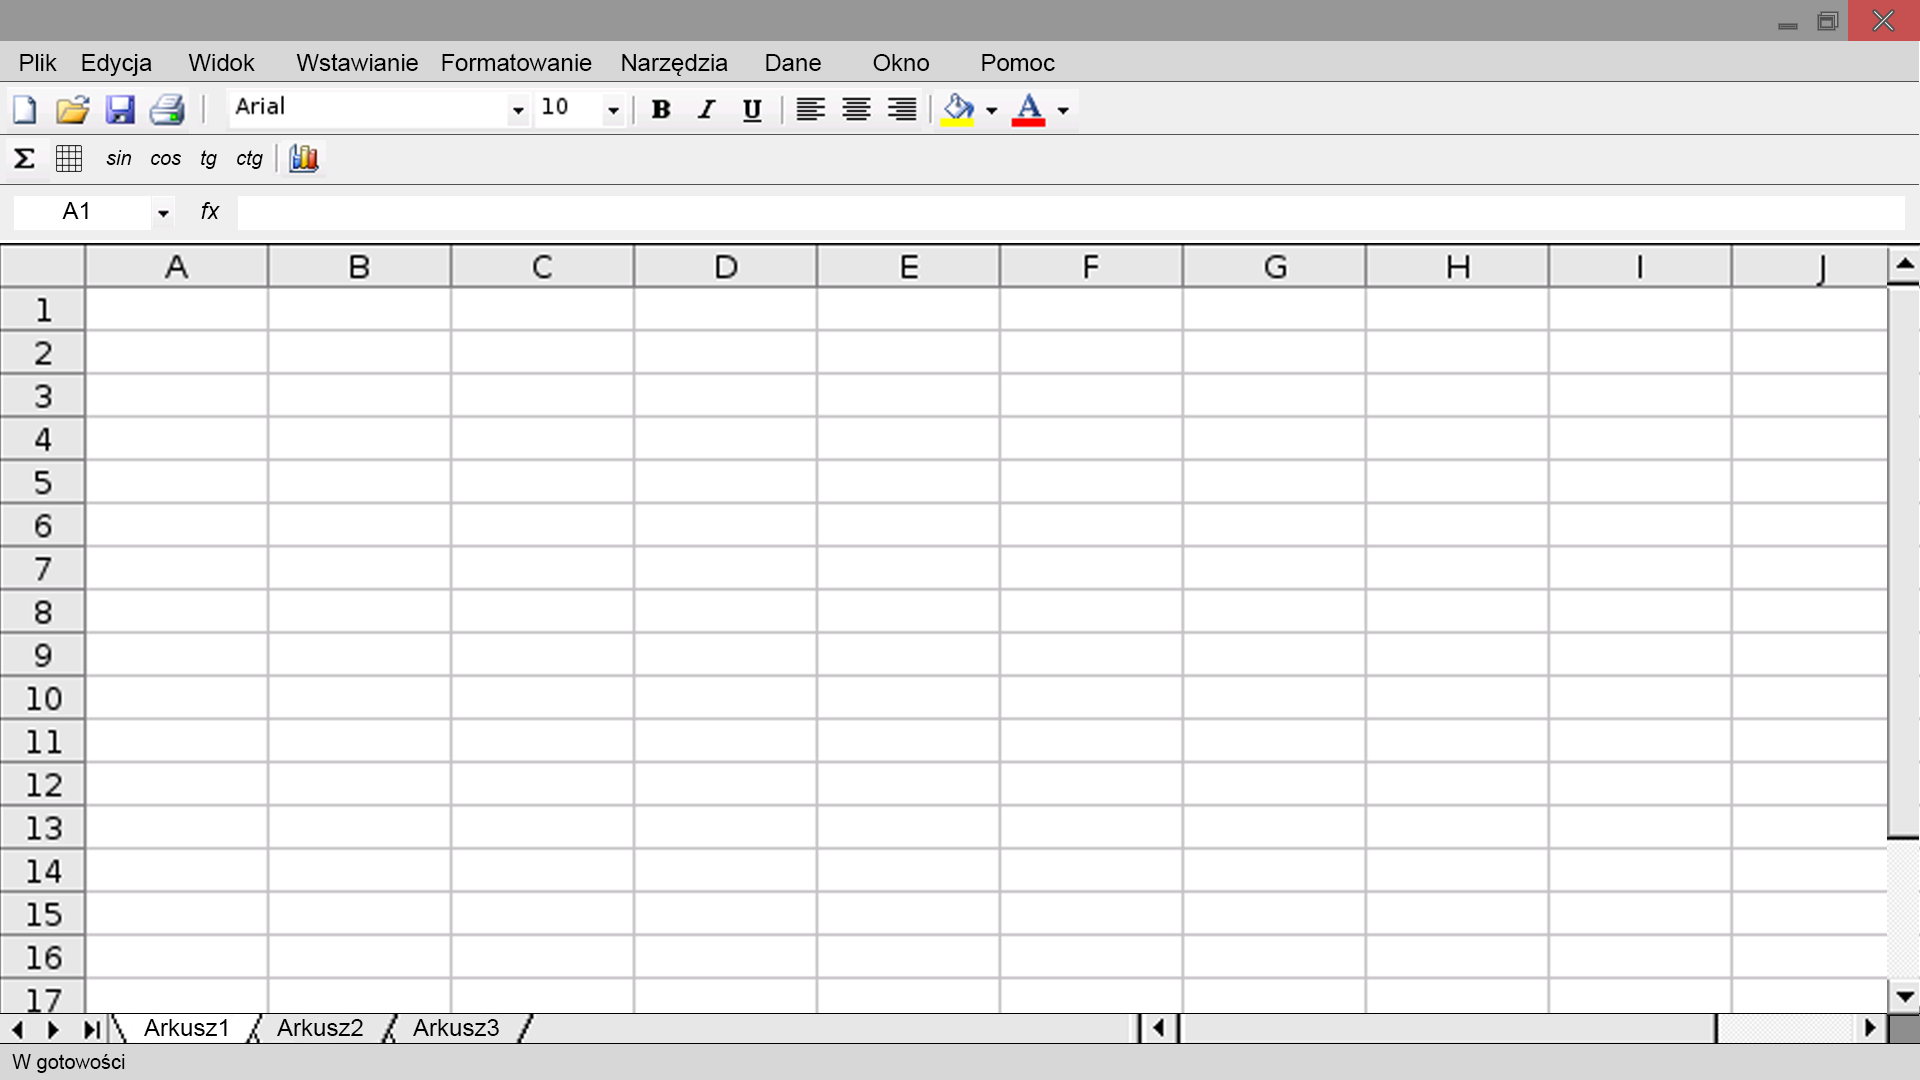 Plik Edycja Widok Wstawianie Formatowanie Narzędzia Dane Okno Pomoc
Arial 10 B I U A
Σ sin cos tg ctg
A1 fx
A B C D E F G H I J
1
2
3
4
5
6
7
8
9
10
11
12
13
14
15
16
17
Arkusz1 Arkusz2 Arkusz3
W gotowości